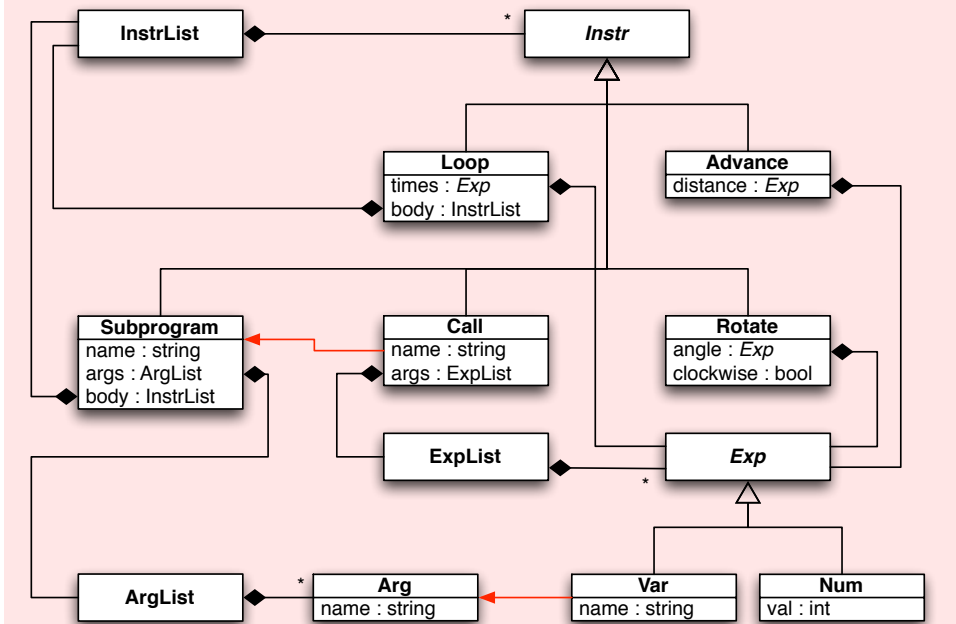 InstrList
*
Instr
Loop
times : Exp
body : InstrList
Advance
distance : Exp
Subprogram
name : string
args : ArgList
body : InstrList
Call
name : string
args : ExpList
Rotate
angle : Exp
clockwise : bool
ExpList
*
Exp
ArgList
*
Arg
name : string
Var
name : string
Num
val : int